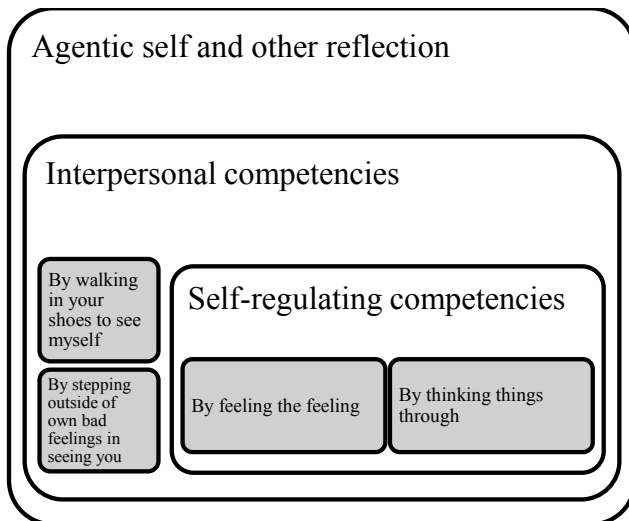 Agentic self and other reflection
Interpersonal competencies
By walking
in your
shoes to see
myself
By stepping
outside of
own bad
feelings in
seeing you
Self-regulating competencies
By feeling the feeling
By thinking things
through